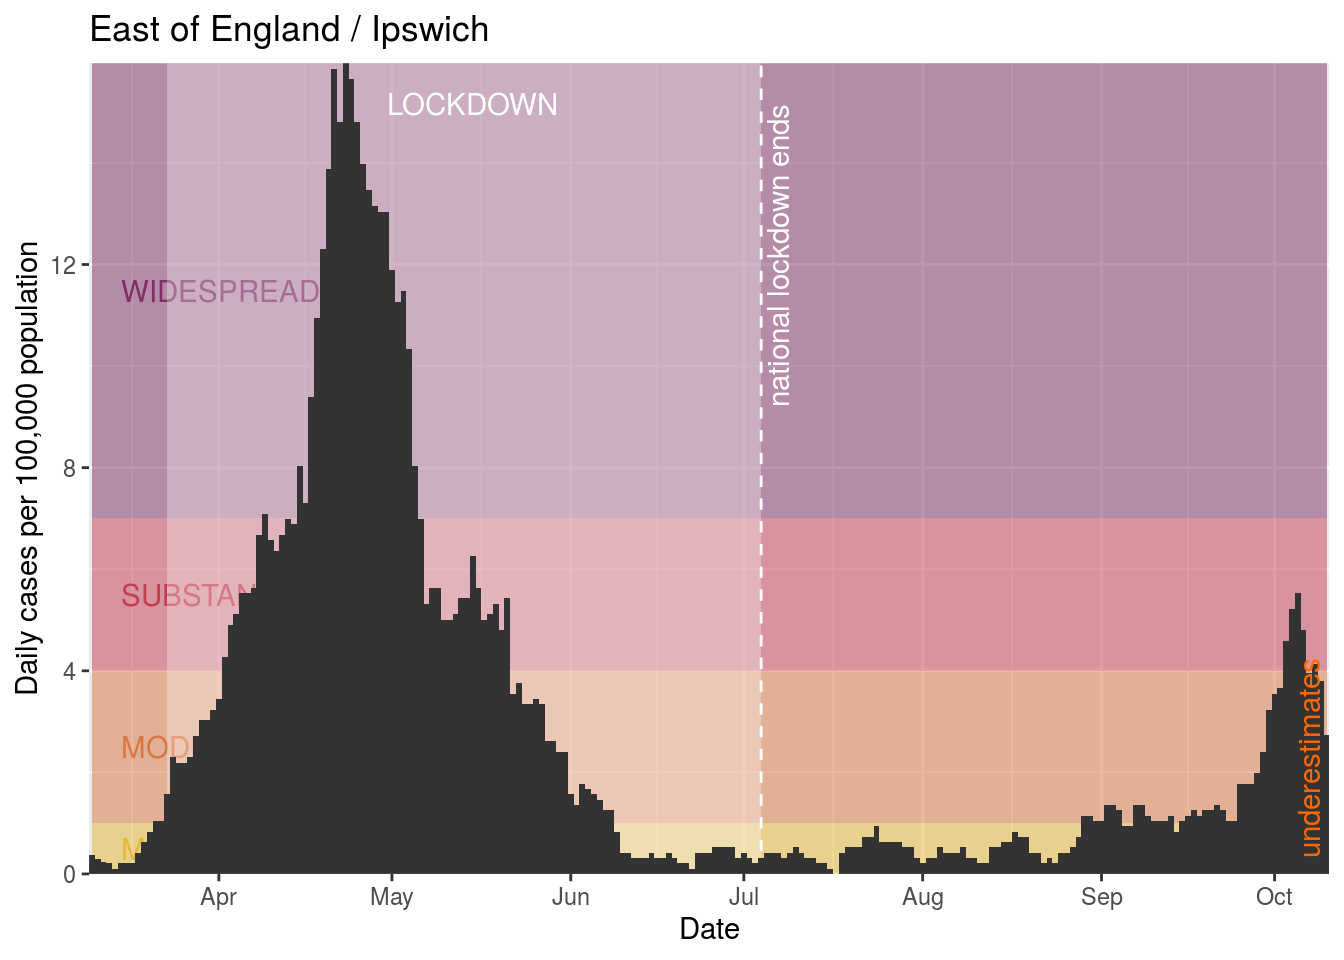 East of England / Ipswich
LOCKDOWN
national lockdown ends
WIDESPREAD
SUBSTAN
MOD
M
underestimates
Daily cases per 100,000 population
12
8
4
0
Apr
May
Jun
Jul
Aug
Sep
Oct
Date